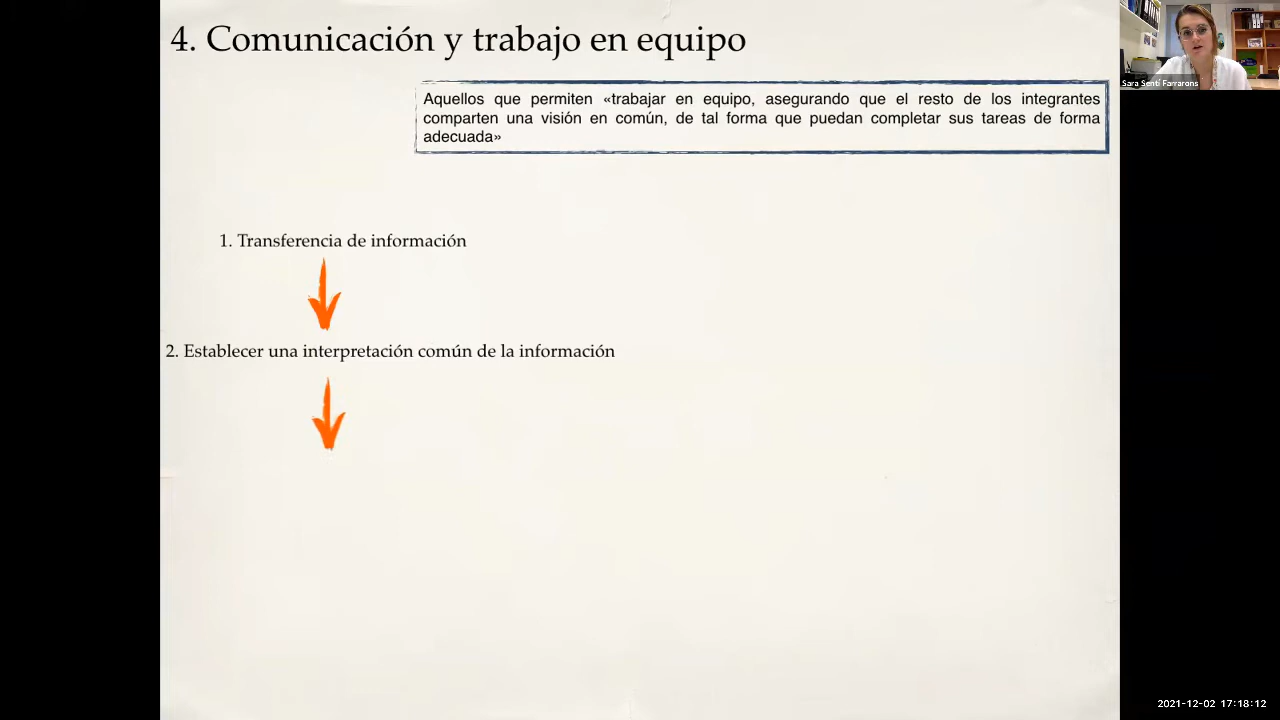 4. Comunicación y trabajo en equipo
Sara Sentí Farrarons
Aquellos que permiten «trabajar en equipo, asegurando que el resto de los integrantes
comparten una visión en común, de tal forma que puedan completar sus tareas de forma
adecuada»
1. Transferencia de información
2. Establecer una interpretación común de la información
2021-12-02 17:18:12